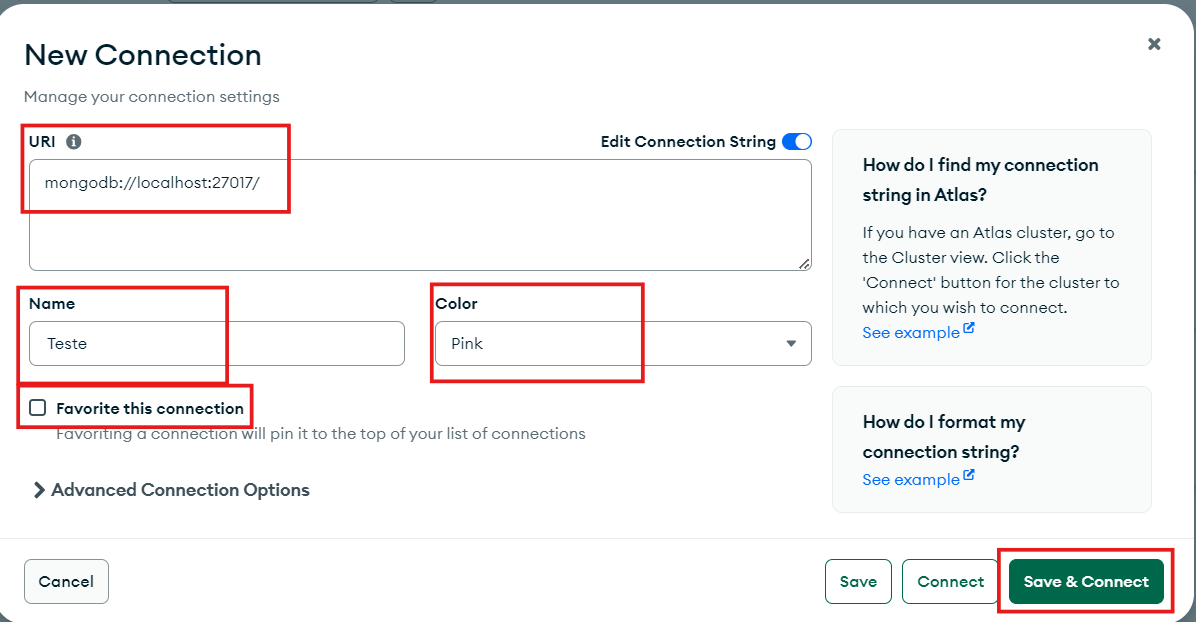 New Connection
Manage your connection settings
URI
Edit Connection String
mongodb://localhost:27017/
Name
Color
Teste
Pink
Favorite this connection
Favoriting a connection will pin it to the top of your list of connections
Advanced Connection Options
How do I find my connection
string in Atlas?
If you have an Atlas cluster, go to
the Cluster view. Click the
'Connect' button for the cluster to
which you wish to connect.
See example
How do I format my
connection string?
See example
Cancel
Save
Connect
Save & Connect